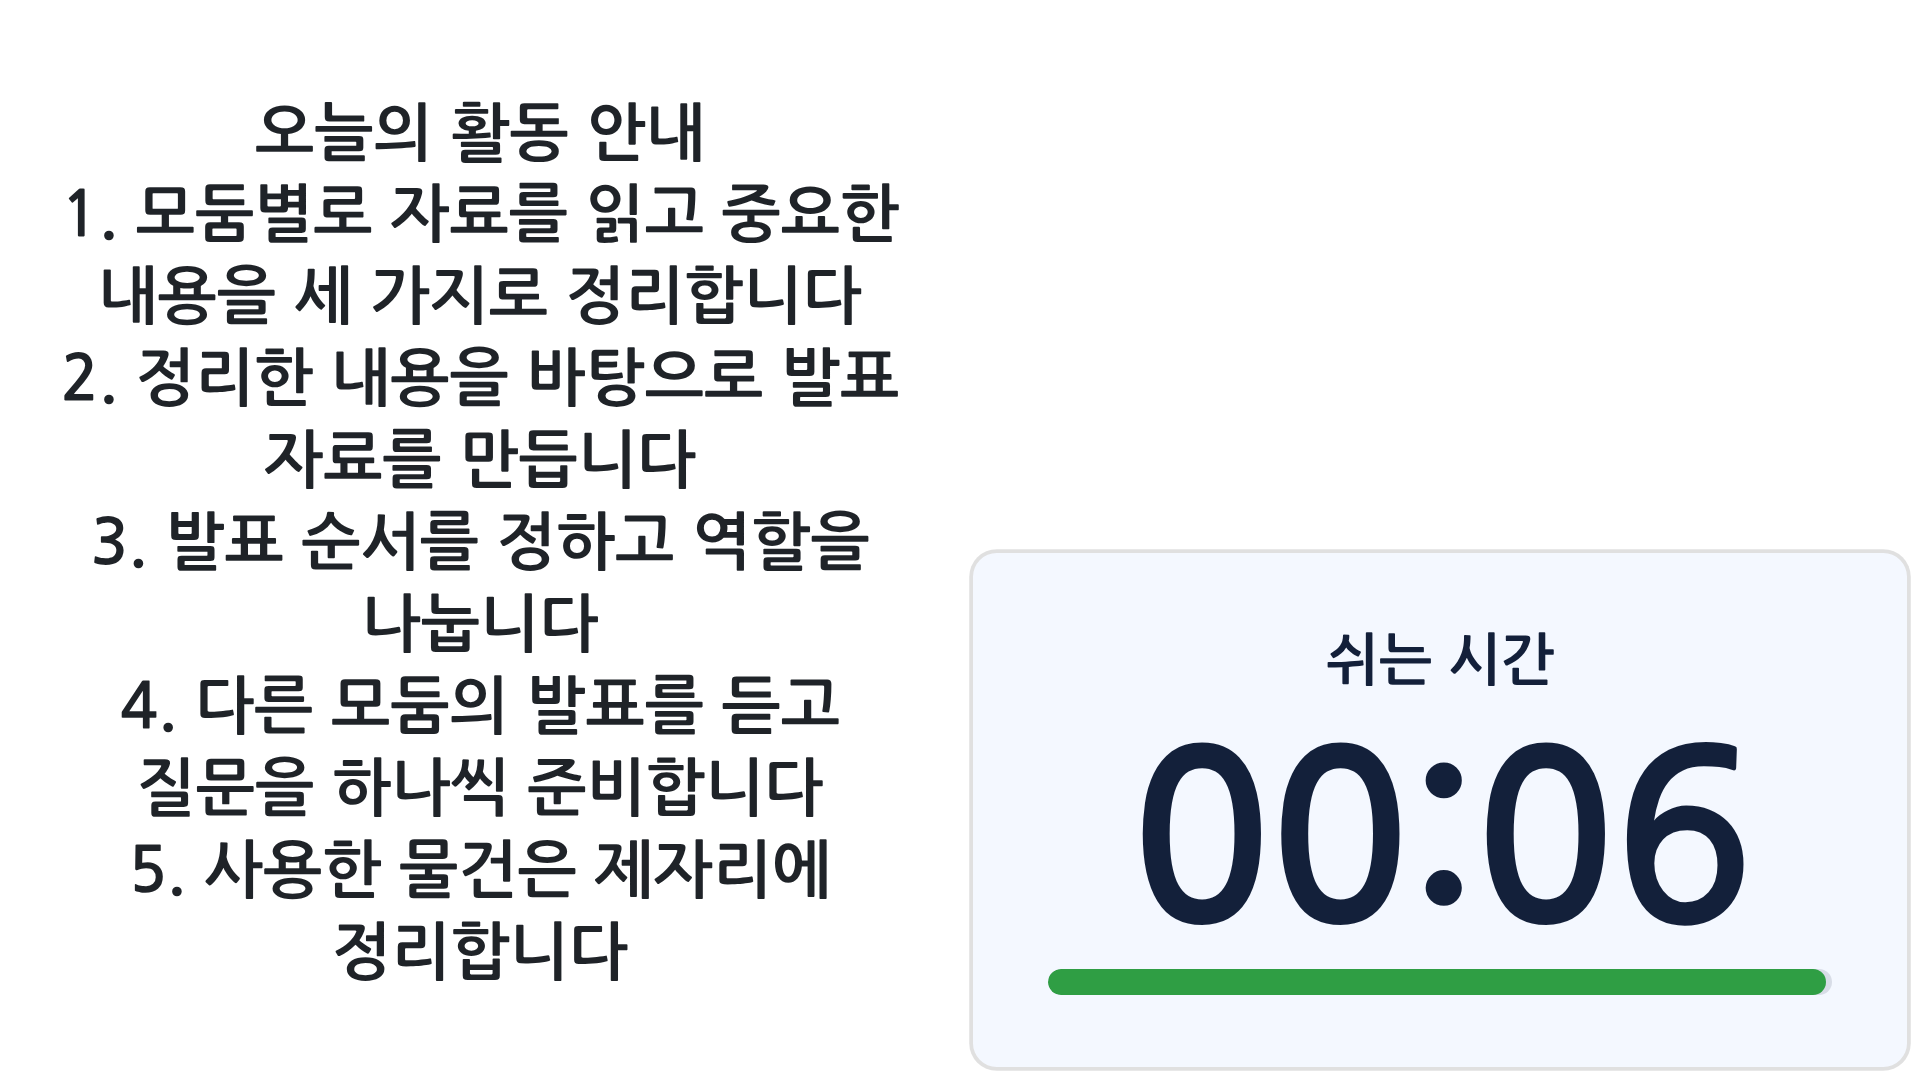 오늘의 활동 안내
1. 모둠별로 자료를 읽고 중요한
내용을 세 가지로 정리합니다
2. 정리한 내용을 바탕으로 발표
자료를 만듭니다
3. 발표 순서를 정하고 역할을
나눕니다
4. 다른 모둠의 발표를 듣고
질문을 하나씩 준비합니다
5. 사용한 물건은 제자리에
정리합니다
쉬는 시간
00:06